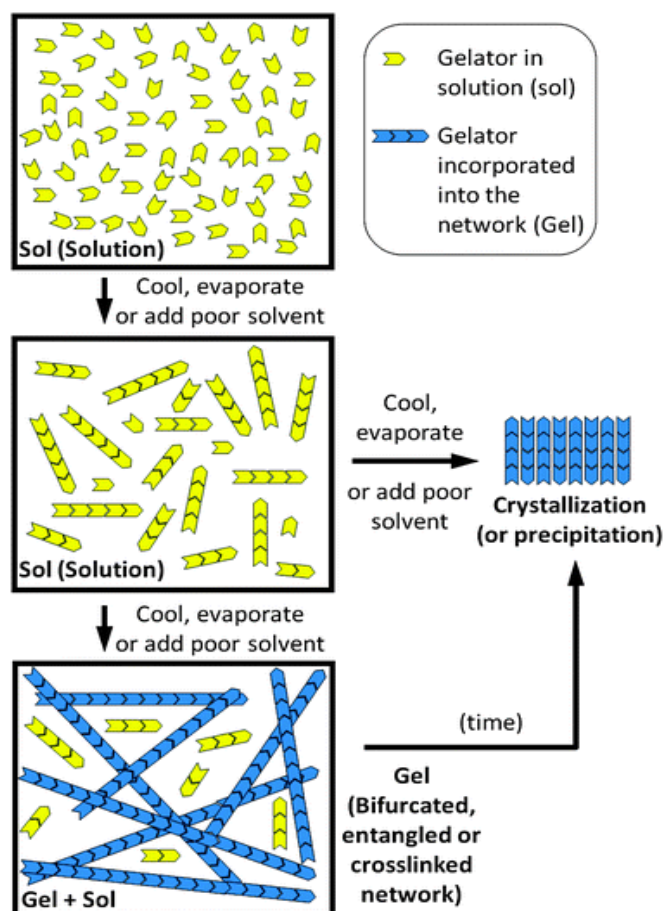 Gelator in
solution (sol)
Gelator
incorporated
into the
network (Gel)
Sol (Solution)
Cool, evaporate
or add poor solvent
Cool,
evaporate
or add poor
solvent
Crystallization
(or precipitation)
Sol (Solution)
Cool, evaporate
or add poor solvent
(time)
Gel
(Bifurcated,
entangled or
crosslinked
network)
Gel + Sol